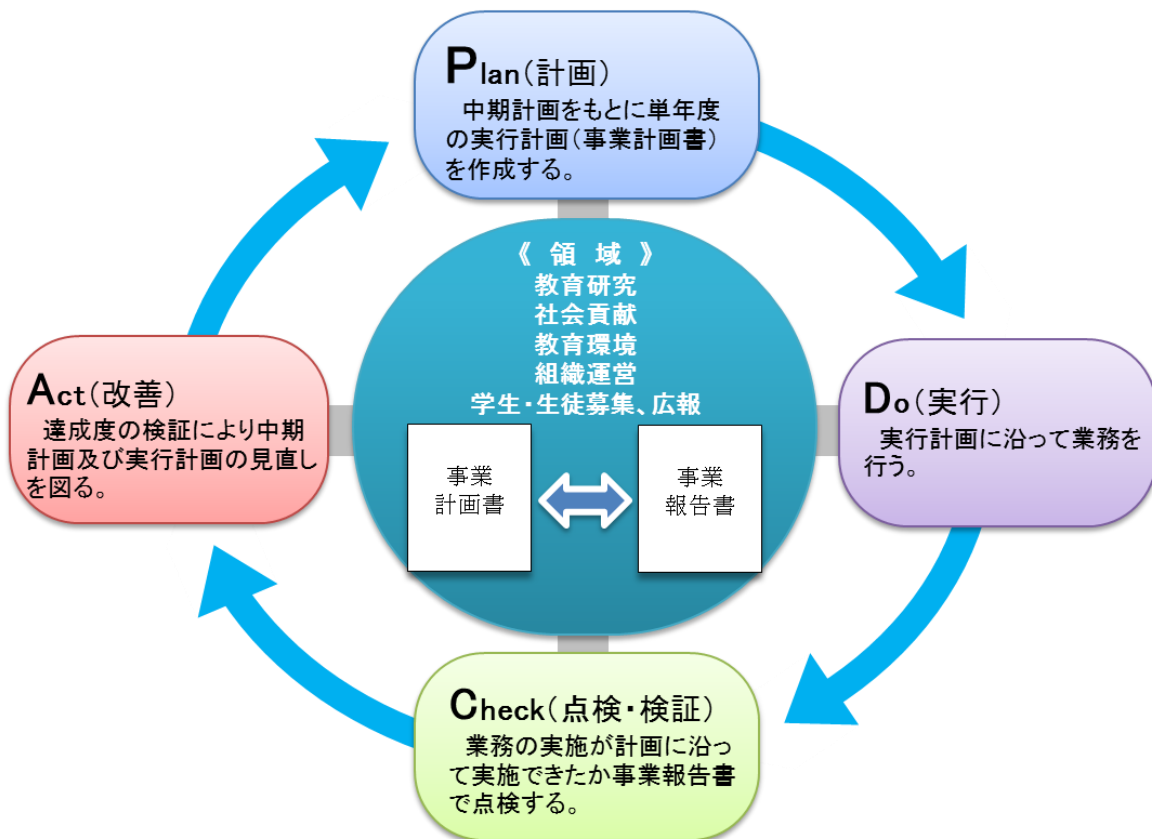 Plan(計画)
中期計画をもとに単年度
の実行計画(事業計画書)
を作成する。
《 領 域 》
教育研究
社会貢献
教育環境
組織運営
学生・生徒募集、広報
事業
計画書
事業
報告書
Act(改善)
達成度の検証により中期
計画及び実行計画の見直し
を図る。
Do(実行)
実行計画に沿って業務を
行う。
Check(点検・検証)
業務の実施が計画に沿っ
て実施できたか事業報告書
で点検する。